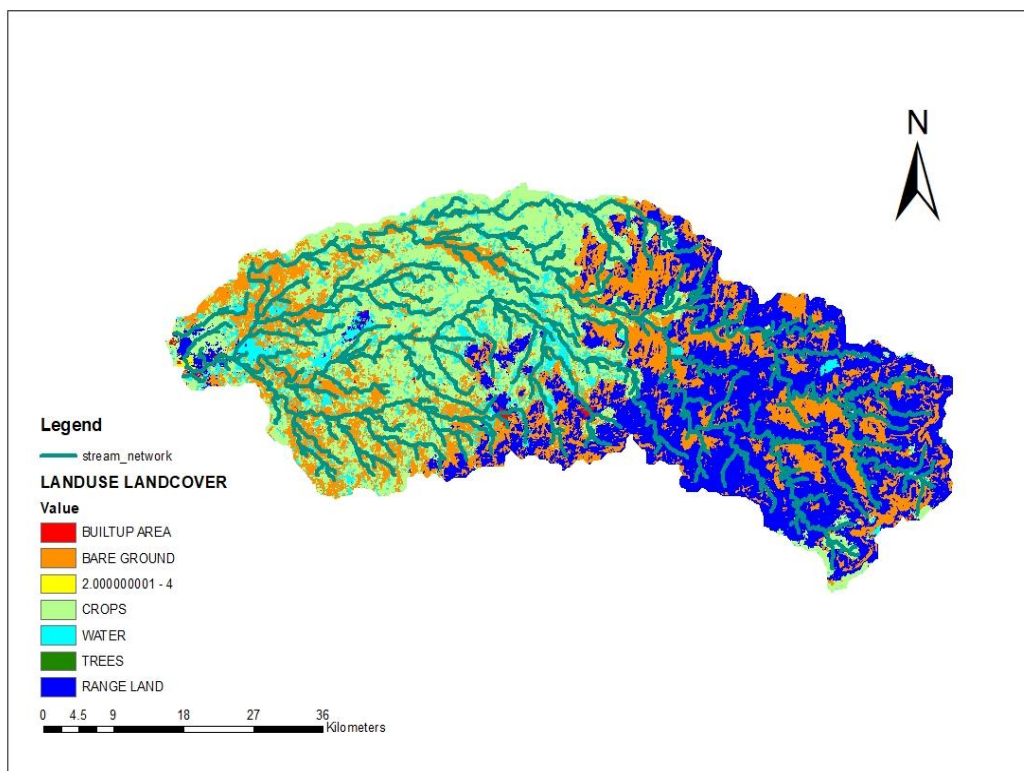 N
Legend
stream_network
LANDUSE LANDCOVER
Value
BUILTUP AREA
BARE GROUND
2.000000001 - 4
CROPS
WATER
TREES
RANGE LAND
0 4.5 9 18 27 36
Kilometers